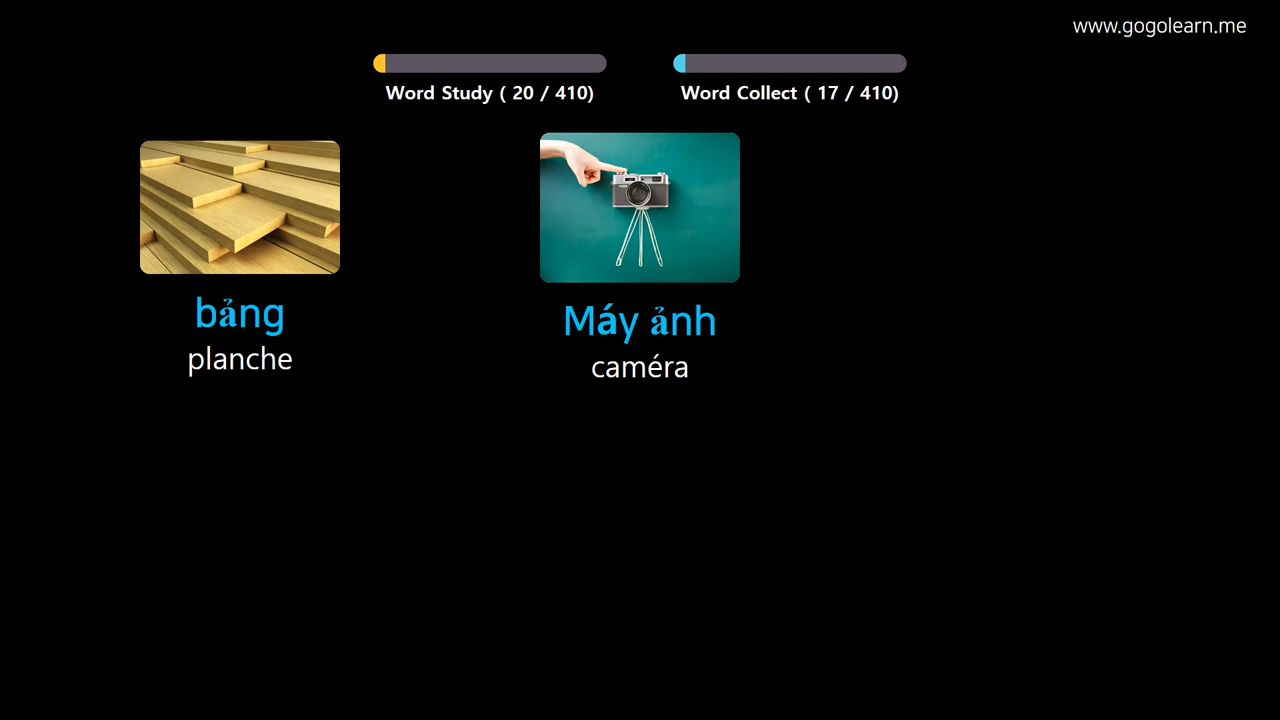 www.gogolearn.me
Word Study ( 20 / 410)
Word Collect ( 17 / 410)
bảng
planche
Máy ảnh
caméra